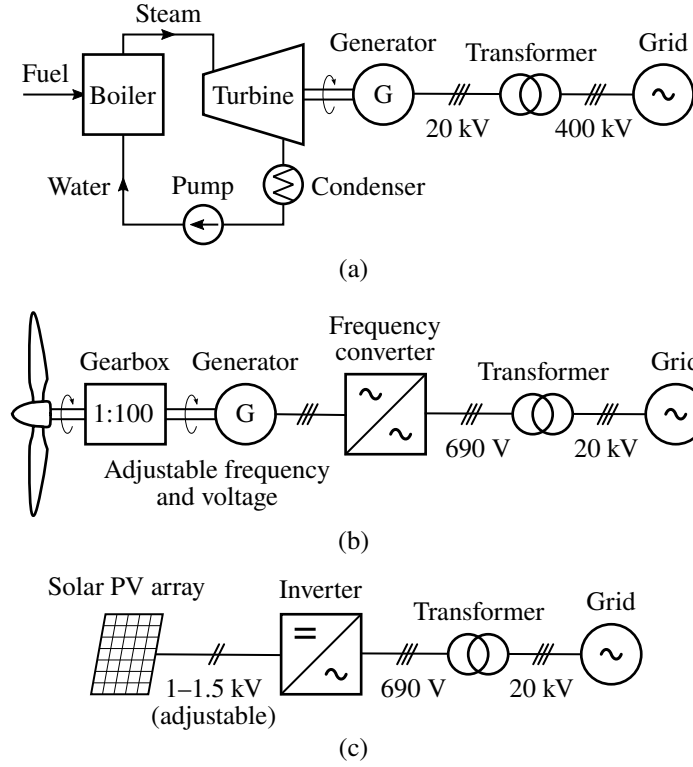 Steam
Generator
Transformer
Grid
Fuel
Boiler
Turbine
G
~
20 kV
400 kV
Water
Pump
Condenser
(a)
Frequency
converter
Gearbox
Generator
Transformer
Grid
1:100
G
~
~
~
690 V
20 kV
Adjustable frequency
and voltage
(b)
Solar PV array
Inverter
Transformer
Grid
=
~
~
1–1.5 kV
(adjustable)
690 V
20 kV
(c)